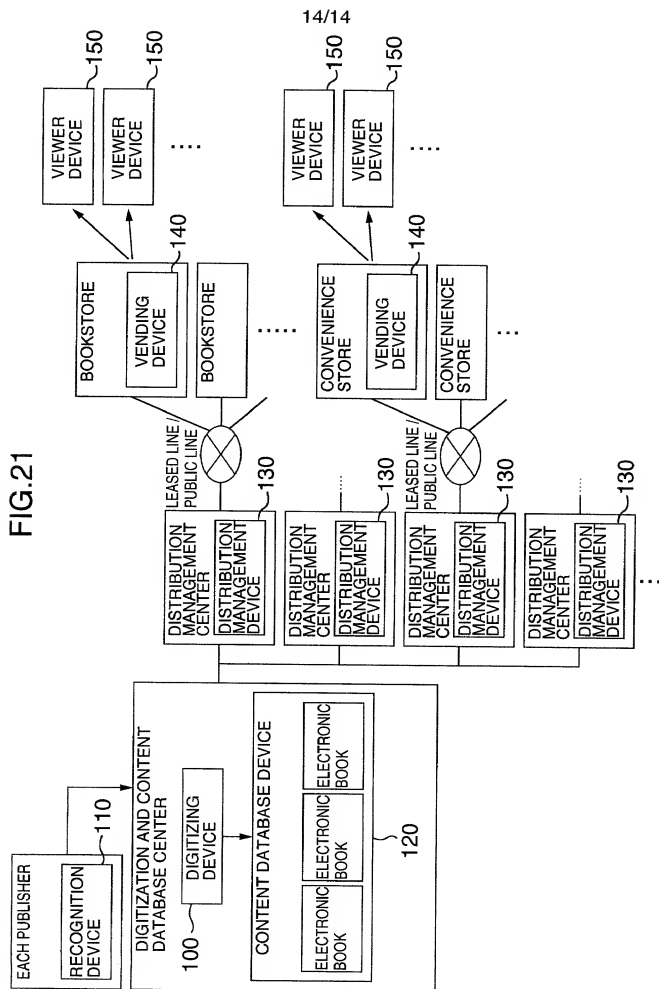 14/14
FIG.21
EACH PUBLISHER
RECOGNITION
DEVICE
110
DIGITIZATION AND CONTENT
DATABASE CENTER
DIGITIZING
DEVICE
100
CONTENT DATABASE DEVICE
ELECTRONIC
BOOK
ELECTRONIC
BOOK
ELECTRONIC
BOOK
120
DISTRIBUTION
MANAGEMENT
CENTER
DISTRIBUTION
MANAGEMENT
DEVICE
130
DISTRIBUTION
MANAGEMENT
CENTER
DISTRIBUTION
MANAGEMENT
DEVICE
130
DISTRIBUTION
MANAGEMENT
CENTER
DISTRIBUTION
MANAGEMENT
DEVICE
130
DISTRIBUTION
MANAGEMENT
CENTER
DISTRIBUTION
MANAGEMENT
DEVICE
130
LEASED LINE /
PUBLIC LINE
LEASED LINE /
PUBLIC LINE
BOOKSTORE
VENDING
DEVICE
140
BOOKSTORE
CONVENIENCE
STORE
VENDING
DEVICE
140
CONVENIENCE
STORE
VIEWER
DEVICE
150
VIEWER
DEVICE
150
VIEWER
DEVICE
150
VIEWER
DEVICE
150